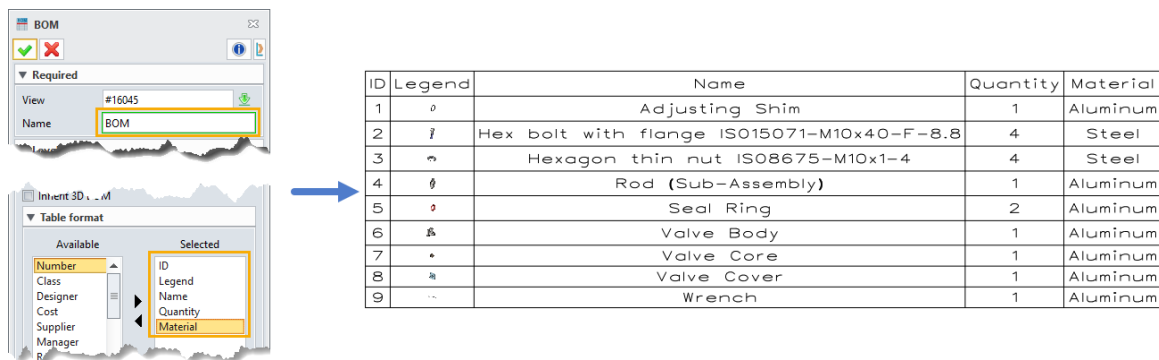 BOM
Required
View #16045
Name BOM
Inherit 3D
Table format
Available Selected
Number
Class
Designer
Cost
Supplier
Manager
ID
Legend
Name
Quantity
Material
ID Legend Name Quantity Material
1 Adjusting Shim 1 Aluminum
2 Hex bolt with flange ISO15071-M10x40-F-8.8 4 Steel
3 Hexagon thin nut ISO8675-M10x1-4 4 Steel
4 Rod (Sub-Assembly) 1 Aluminum
5 Seal Ring 2 Aluminum
6 Valve Body 1 Aluminum
7 Valve Core 1 Aluminum
8 Valve Cover 1 Aluminum
9 Wrench 1 Aluminum